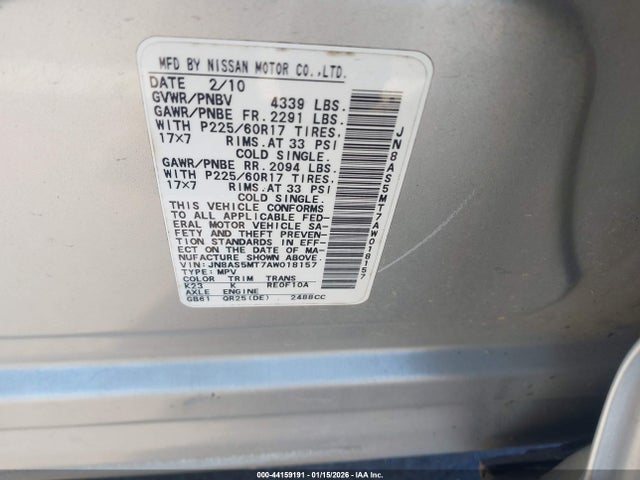 MFD BY NISSAN MOTOR CO.,LTD.
DATE 2/10
GVWR/PNBV 4339 LBS.
GAWR/PNBE FR. 2291 LBS.
WITH P225/60R17 TIRES,
17×7 RIMS.AT 33 PSI
COLD SINGLE.
GAWR/PNBE RR. 2094 LBS.
WITH P225/60R17 TIRES,
17×7 RIMS.AT 33 PSI
COLD SINGLE.
THIS VEHICLE CONFORMS
TO ALL APPLICABLE FED-
ERAL MOTOR VEHICLE SA-
FETY AND THEFT PREVEN-
TION STANDARDS IN EFF-
ECT ON THE DATE OF MA-
NUFACTURE SHOWN ABOVE.
VIN:JN8AS5MT7AW018157
TYPE: MPV
COLOR TRIM TRANS
K23 K RE0F10A
AXLE ENGINE
GB61 QR25(DE) 2488CC
JN8AS5MT7AW018157
000-44159191 - 01/15/2026 - IAA Inc.